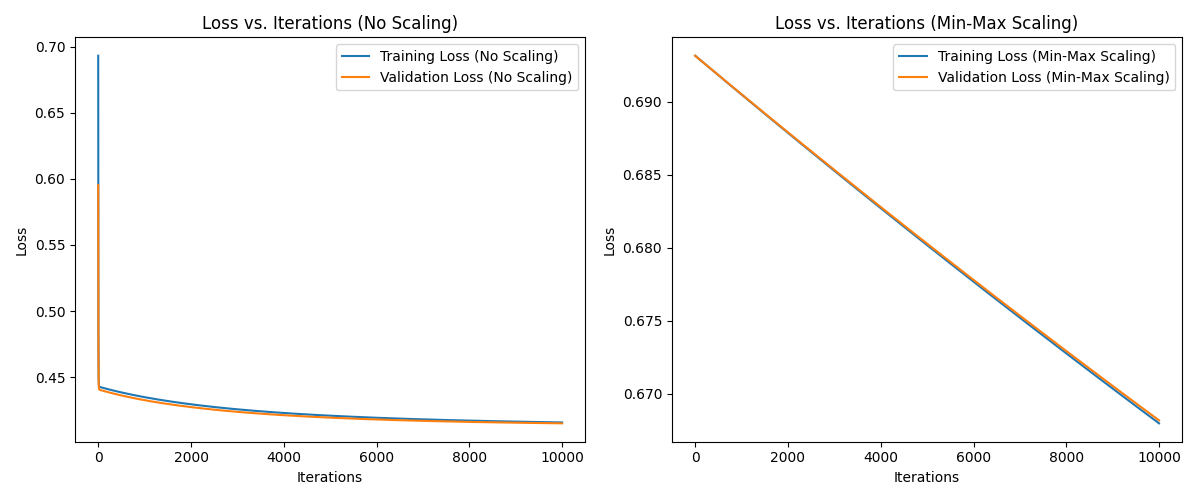 Loss vs. Iterations (No Scaling)
Training Loss (No Scaling)
Validation Loss (No Scaling)
0.70
0.65
0.60
0.55
0.50
0.45
Loss
0
2000
4000
6000
8000
10000
Iterations
Loss vs. Iterations (Min-Max Scaling)
Training Loss (Min-Max Scaling)
Validation Loss (Min-Max Scaling)
0.690
0.685
0.680
0.675
0.670
Loss
0
2000
4000
6000
8000
10000
Iterations